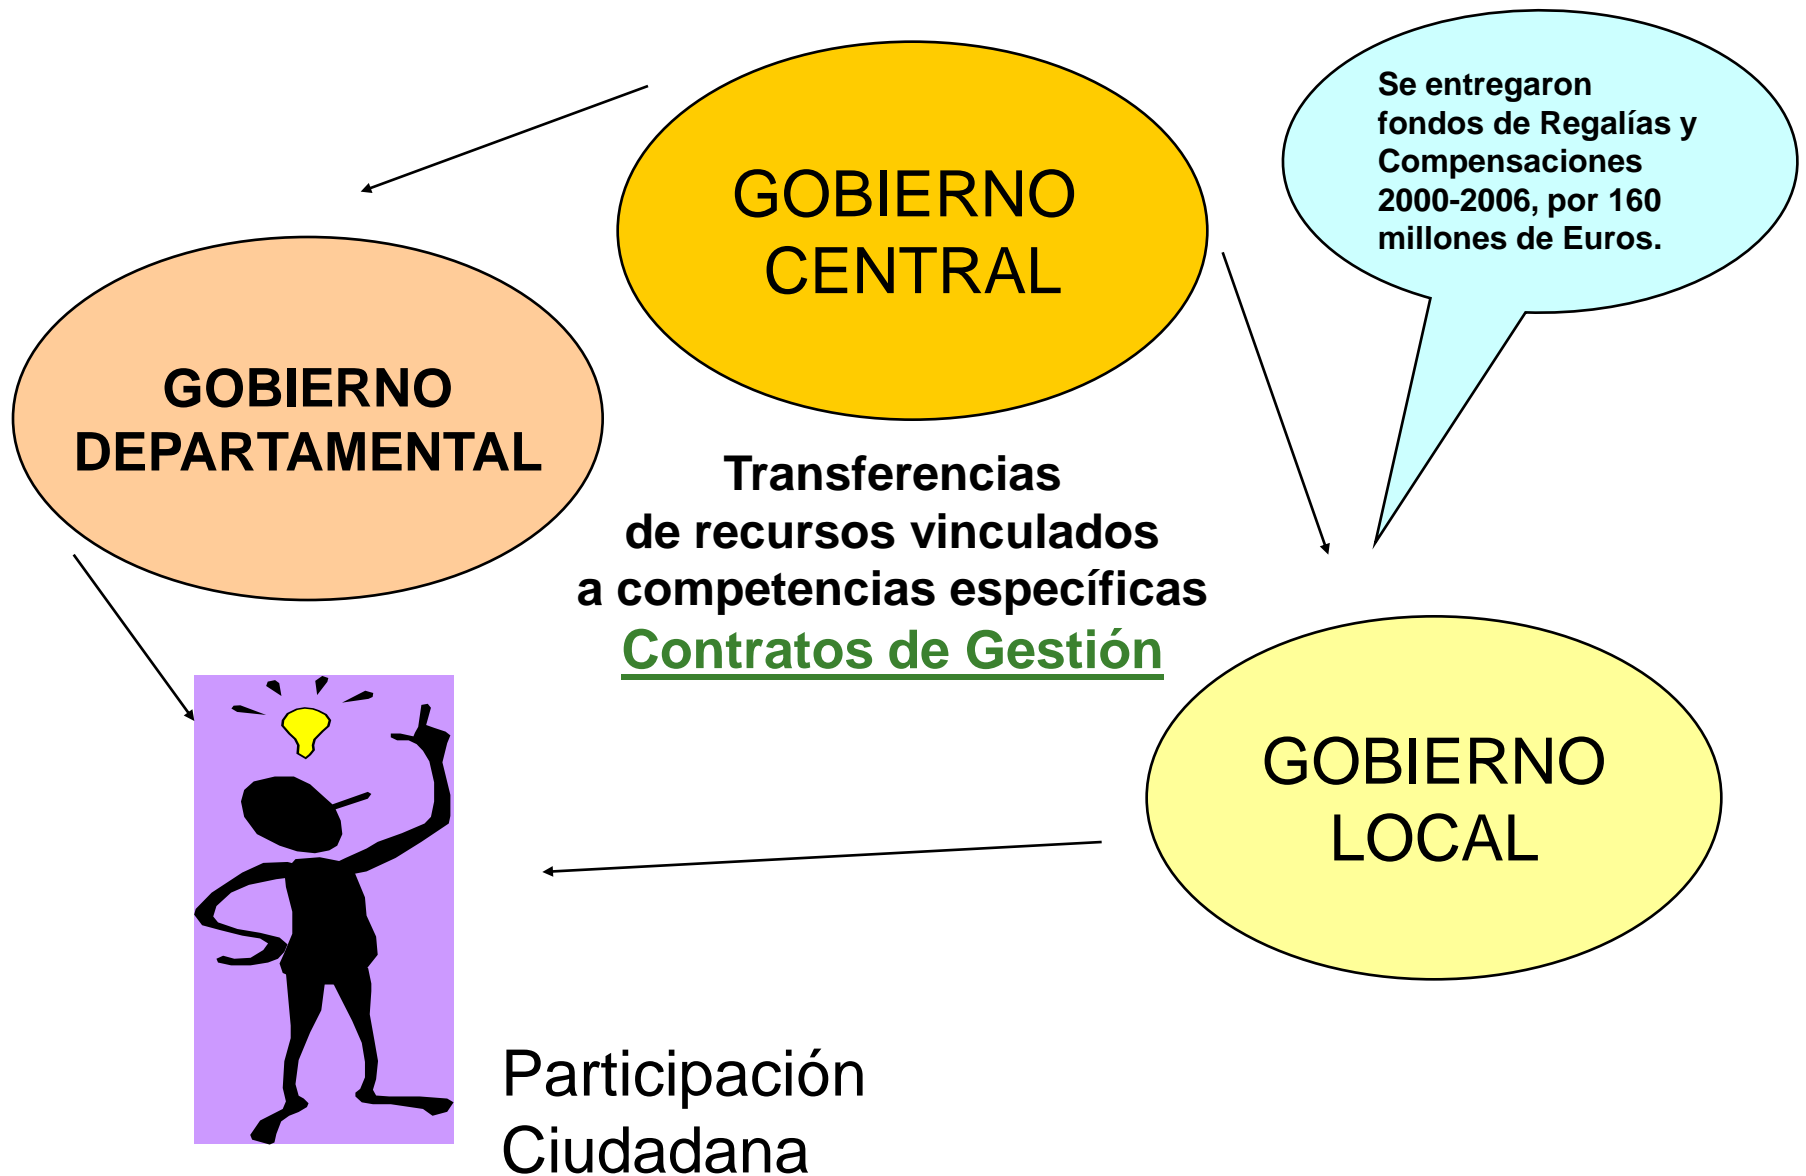 GOBIERNO
CENTRAL
Se entregaron
fondos de Regalías y
Compensaciones
2000-2006, por 160
millones de Euros.
GOBIERNO
DEPARTAMENTAL
Transferencias
de recursos vinculados
a competencias específicas
Contratos de Gestión
GOBIERNO
LOCAL
Participación
Ciudadana